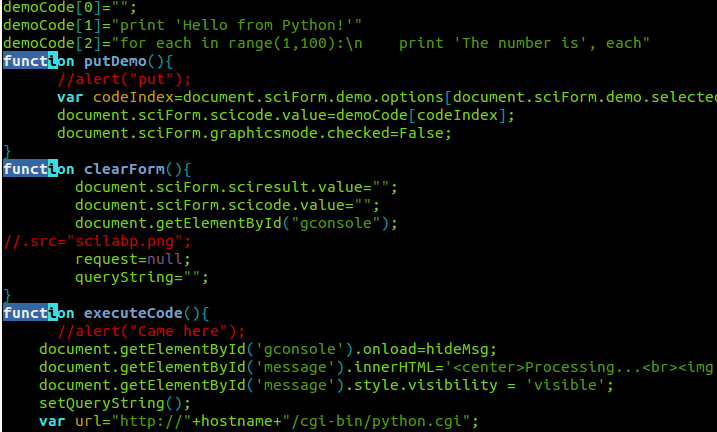 demoCode[0]="";
demoCode[1]="print 'Hello from Python!'"
demoCode[2]="for each in range(1,100):\n    print 'The number is', each"
function putDemo(){
      //alert("put");
      var codeIndex=document.sciForm.demo.options[document.sciForm.demo.selected
      document.sciForm.scicode.value=demoCode[codeIndex];
      document.sciForm.graphicsmode.checked=False;
}
function clearForm(){
        document.sciForm.sciresult.value="";
        document.sciForm.scicode.value="";
        document.getElementById("gconsole");
//.src="scilabp.png";
        request=null;
        queryString="";
}
function executeCode(){
      //alert("Came here");
    document.getElementById('gconsole').onload=hideMsg;
    document.getElementById('message').innerHTML='<center>Processing...<br><img
    document.getElementById('message').style.visibility = 'visible';
    setQueryString();
    var url="http://"+hostname+"/cgi-bin/python.cgi";